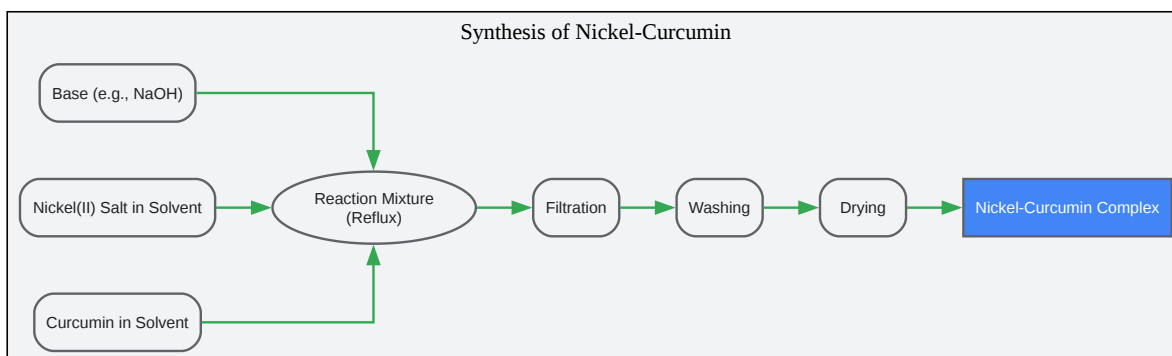 Synthesis of Nickel-Curcumin
Base (e.g., NaOH)
Nickel(II) Salt in Solvent
Curcumin in Solvent
Reaction Mixture
(Reflux)
Filtration
Washing
Drying
Nickel-Curcumin Complex